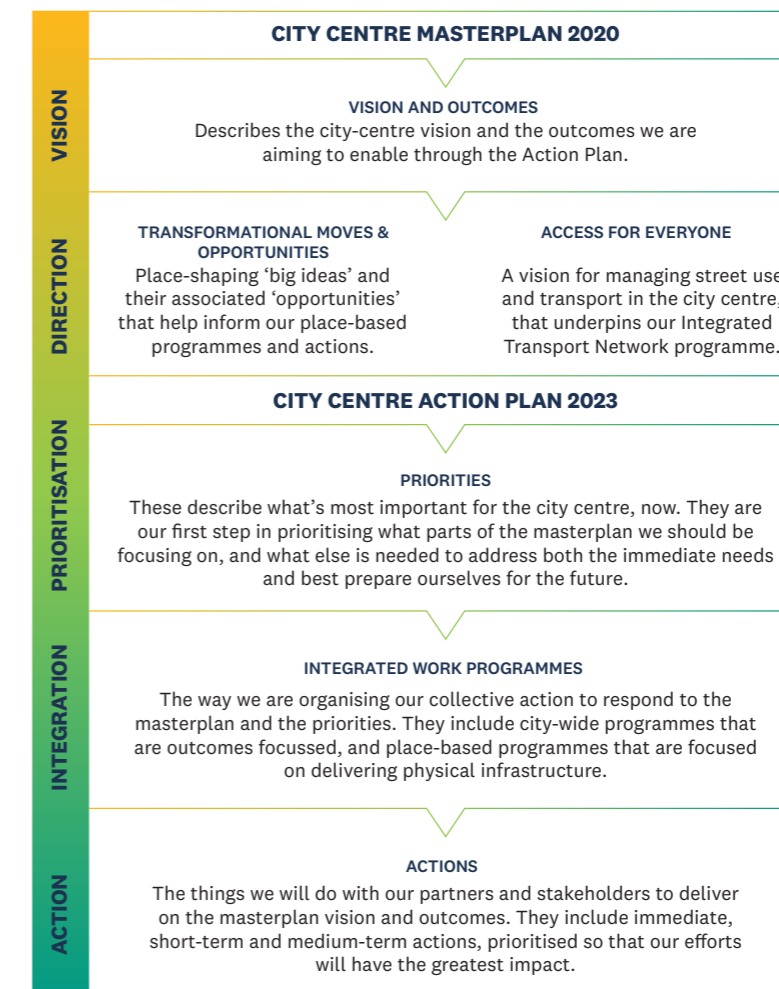 CITY CENTRE MASTERPLAN 2020
VISION
VISION AND OUTCOMES
Describes the city-centre vision and the outcomes we are
aiming to enable through the Action Plan.
DIRECTION
TRANSFORMATIONAL MOVES &
OPPORTUNITIES
Place-shaping ‘big ideas’ and
their associated ‘opportunities’
that help inform our place-based
programmes and actions.
ACCESS FOR EVERYONE
A vision for managing street use
and transport in the city centre,
that underpins our Integrated
Transport Network programme.
CITY CENTRE ACTION PLAN 2023
PRIORITISATION
PRIORITIES
These describe what’s most important for the city centre, now. They are
our first step in prioritising what parts of the masterplan we should be
focusing on, and what else is needed to address both the immediate needs
and best prepare ourselves for the future.
INTEGRATION
INTEGRATED WORK PROGRAMMES
The way we are organising our collective action to respond to the
masterplan and the priorities. They include city-wide programmes that
are outcomes focussed, and place-based programmes that are focused
on delivering physical infrastructure.
ACTION
ACTIONS
The things we will do with our partners and stakeholders to deliver
on the masterplan vision and outcomes. They include immediate,
short-term and medium-term actions, prioritised so that our efforts
will have the greatest impact.